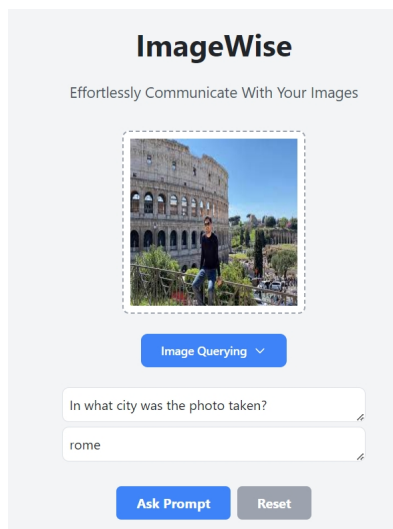 ImageWise
Effortlessly Communicate With Your Images
Image Querying
In what city was the photo taken?
rome
Ask Prompt Reset